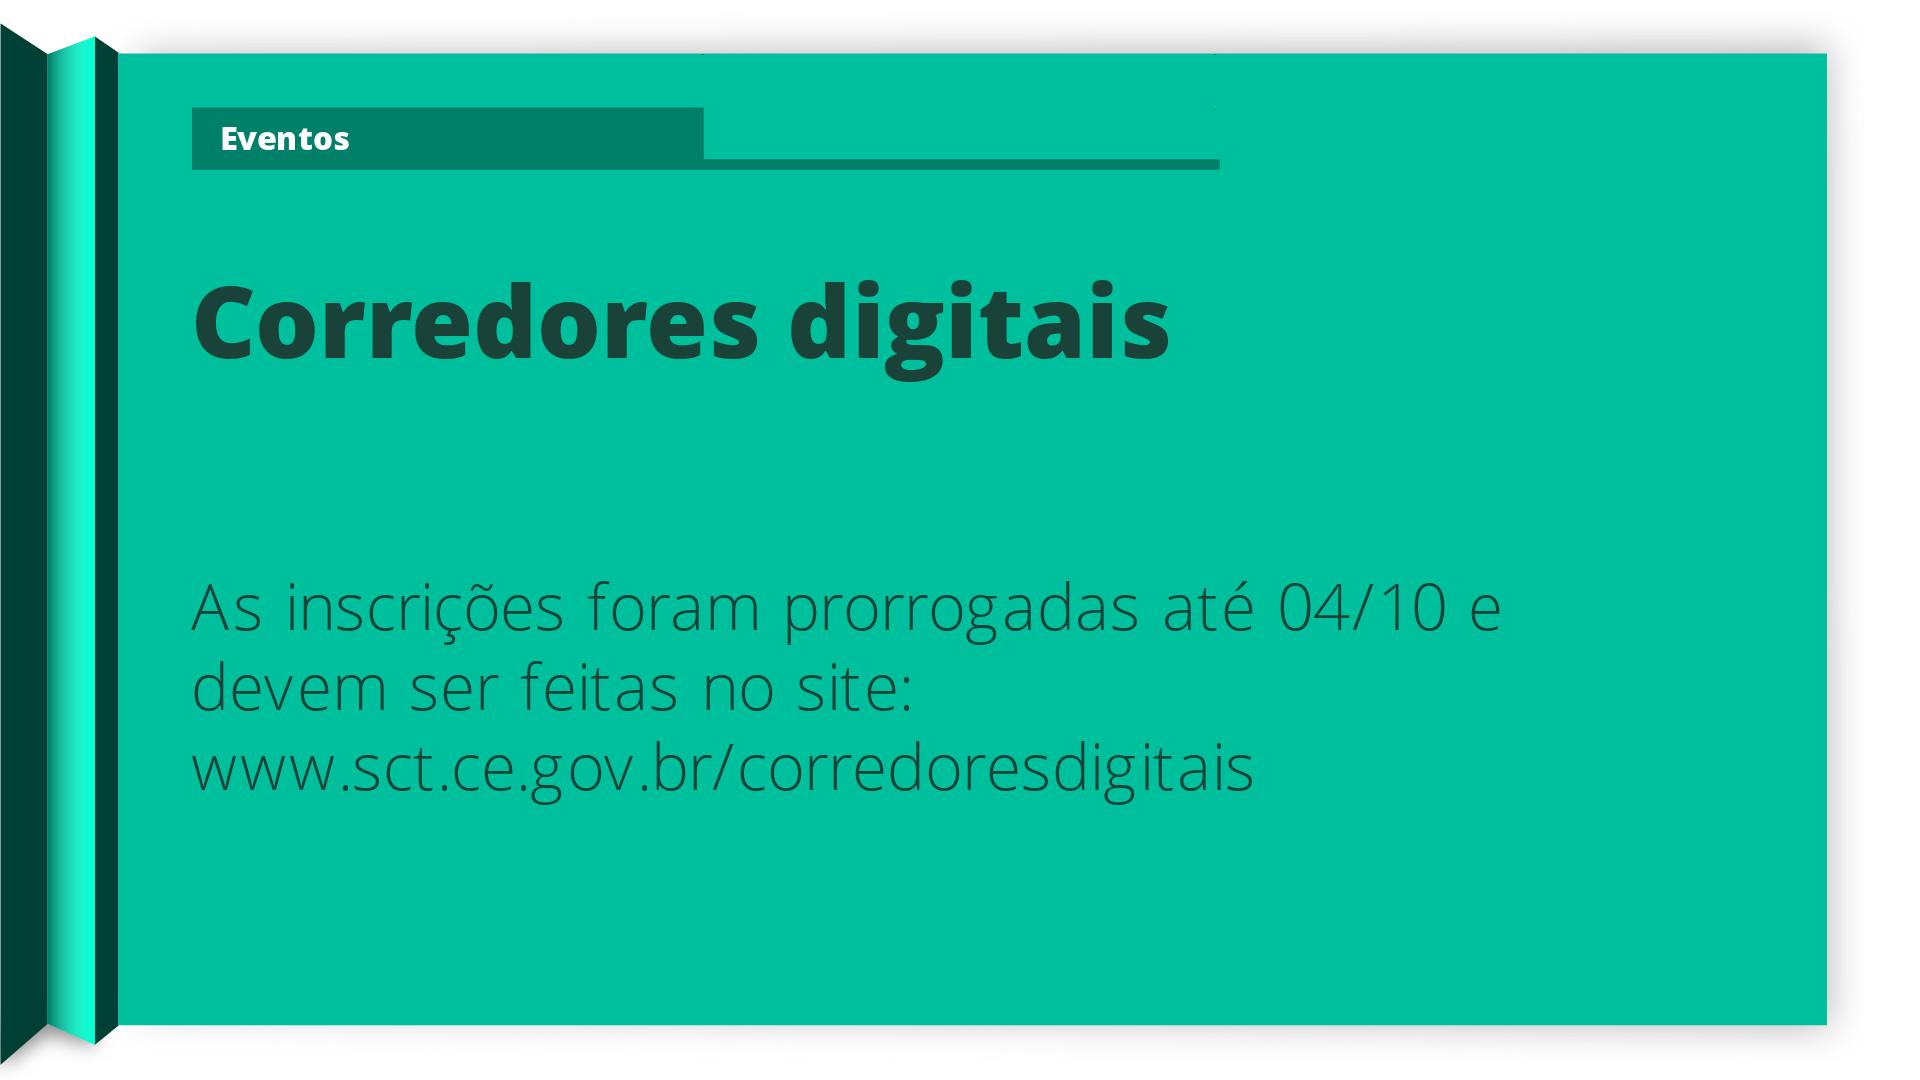 Eventos
Corredores digitais
As inscrições foram prorrogadas até 04/10 e
devem ser feitas no site:
www.sct.ce.gov.br/corredoresdigitais